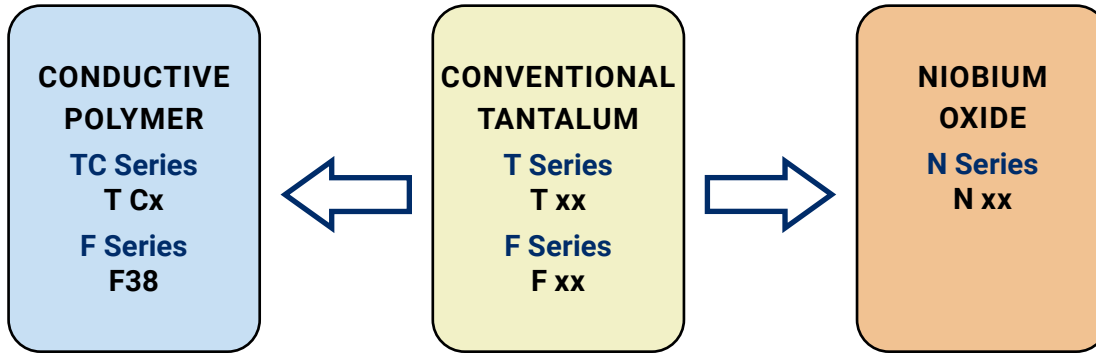 CONDUCTIVE
POLYMER
TC Series
T Cx
F Series
F38
CONVENTIONAL
TANTALUM
T Series
T xx
F Series
F xx
NIOBIUM
OXIDE
N Series
N xx